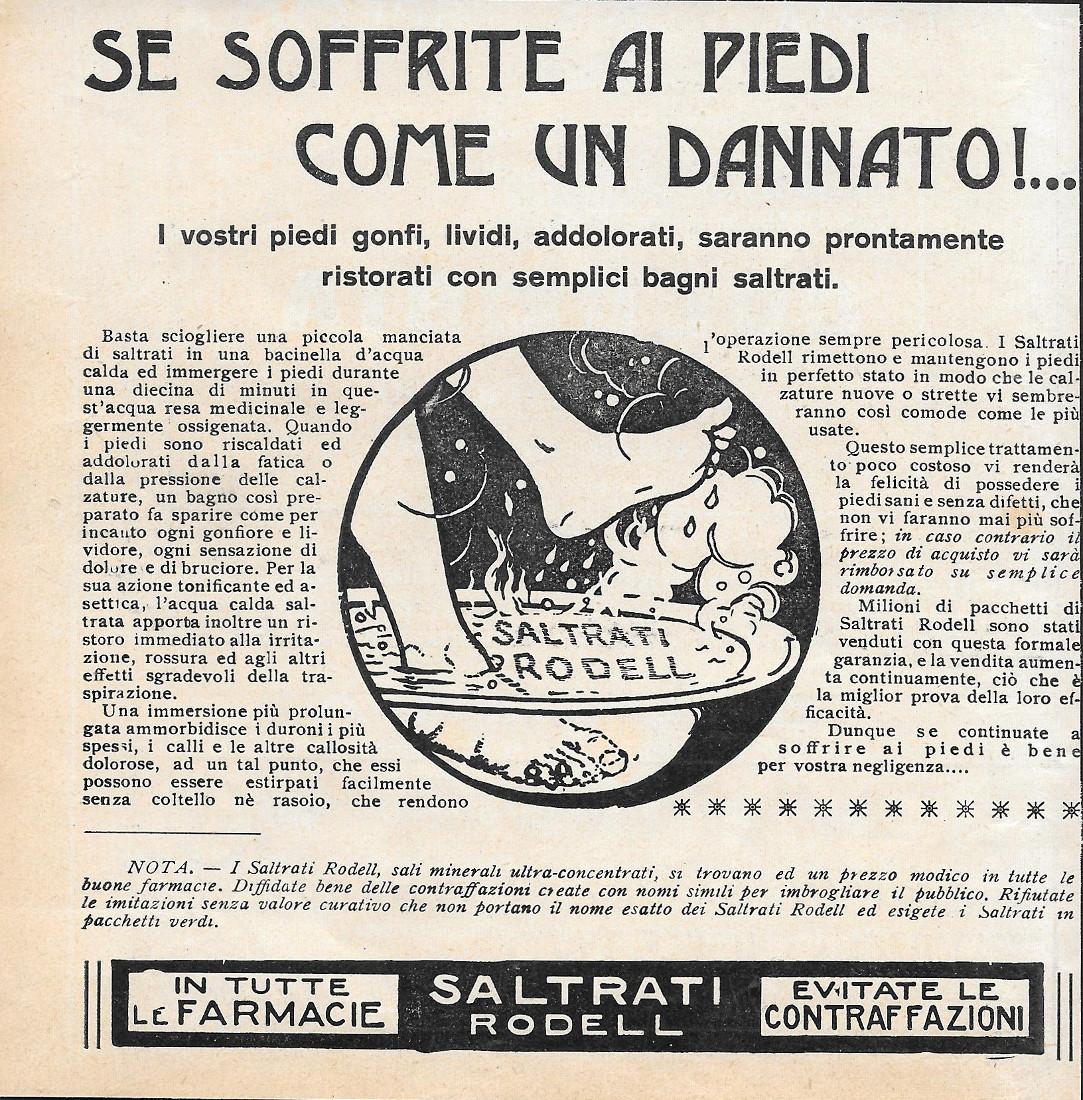 SE SOFFRITE AI PIEDI
COME UN DANNATO!....
I vostri piedi gonfi, lividi, addolorati, saranno prontamente
ristorati con semplici bagni saltrati.
Basta sciogliere una piccola manciata
di saltrati in una bacinella d'acqua
calda ed immergere i piedi durante
una diecina di minuti in que-
st'acqua resa medicinale e leg-
germente ossigenata. Quando
i piedi sono riscaldati ed
addolorati dalla fatica o
dalla pressione delle cal-
zature, un bagno così pre-
parato fa sparire come per
incanto ogni gonfiore e li-
vidore, ogni sensazione di
dolore e di bruciore. Per la
sua azione tonificante ed a-
settica, l'acqua calda sal-
trata apporta inoltre un ri-
storo immediato alla irrita-
zione, rossura ed agli altri
effetti sgradevoli della tra-
spirazione.
Una immersione più prolun-
gata ammorbidisce i duroni i più
spessi, i calli e le altre callosità
dolorose, ad un tal punto, che essi
possono essere estirpati facilmente
senza coltello nè rasoio, che rendono
SALTRATI
RODELL
l'operazione sempre pericolosa. I Saltrati
Rodell rimettono e mantengono i piedi
in perfetto stato in modo che le cal-
zature nuove o strette vi sembre-
ranno così comode come le più
usate.
Questo semplice trattamen-
to poco costoso vi renderà
la felicità di possedere i
piedi sani e senza difetti, che
non vi faranno mai più sof-
frire; in caso contrario il
prezzo di acquisto vi sarà
rimborsato su semplice
domanda.
Milioni di pacchetti di
Saltrati Rodell sono stati
venduti con questa formale
garanzia, e la vendita aumen-
ta continuamente, ciò che è
la miglior prova della loro ef-
ficacità.
Dunque se continuate a
soffrire ai piedi è bene
per vostra negligenza....
NOTA. — I Saltrati Rodell, sali minerali ultra-concentrati, si trovano ed un prezzo modico in tutte le
buone farmacie. Diffidate bene delle contraffazioni create con nomi simili per imbrogliare il pubblico. Rifiutate
le imitazioni senza valore curativo che non portano il nome esatto dei Saltrati Rodell ed esigete i Saltrati in
pacchetti verdi.
IN TUTTE
LE FARMACIE
SALTRATI
RODELL
EVITATE LE
CONTRAFFAZIONI